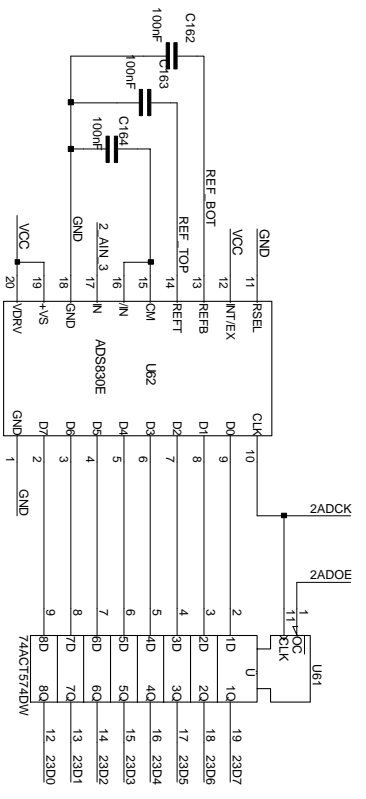 C162
100nF
C163
100nF
C164
100nF
REF_BOT
REF_TOP
2_AIN_3
GND
VCC
GND
VCC
11 RSEL
12 INT/EX
13 REFB
14 REFT
15 CM
16 /IN
17 IN
18 GND
19 +VS
20 VDRV
U62
ADS830E
CLK 10
D0 9
D1 8
D2 7
D3 6
D4 5
D5 4
D6 3
D7 2
GND 1
GND
2ADCK
2ADOE
U61
1 OC
11 CLK
U
2 1D 1Q 19 23D7
3 2D 2Q 18 23D6
4 3D 3Q 17 23D5
5 4D 4Q 16 23D4
6 5D 5Q 15 23D3
7 6D 6Q 14 23D2
8 7D 7Q 13 23D1
9 8D 8Q 12 23D0
74ACT574DW